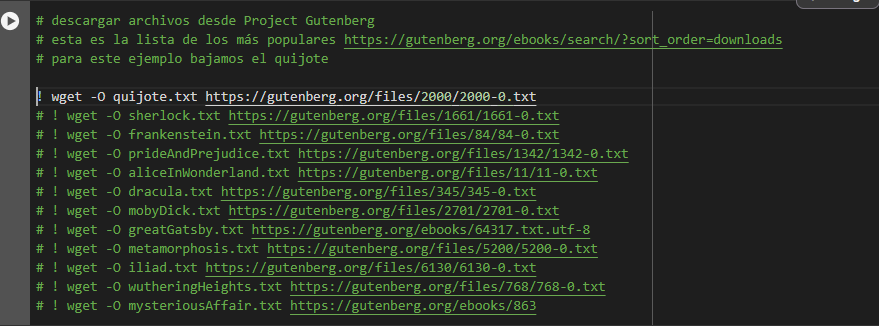 # descargar archivos desde Project Gutenberg
# esta es la lista de los más populares https://gutenberg.org/ebooks/search/?sort_order=downloads
# para este ejemplo bajamos el quijote
! wget -O quijote.txt https://gutenberg.org/files/2000/2000-0.txt
# ! wget -O sherlock.txt https://gutenberg.org/files/1661/1661-0.txt
# ! wget -O frankenstein.txt https://gutenberg.org/files/84/84-0.txt
# ! wget -O prideAndPrejudice.txt https://gutenberg.org/files/1342/1342-0.txt
# ! wget -O aliceInWonderland.txt https://gutenberg.org/files/11/11-0.txt
# ! wget -O dracula.txt https://gutenberg.org/files/345/345-0.txt
# ! wget -O mobyDick.txt https://gutenberg.org/files/2701/2701-0.txt
# ! wget -O greatGatsby.txt https://gutenberg.org/ebooks/64317.txt.utf-8
# ! wget -O metamorphosis.txt https://gutenberg.org/files/5200/5200-0.txt
# ! wget -O iliad.txt https://gutenberg.org/files/6130/6130-0.txt
# ! wget -O wutheringHeights.txt https://gutenberg.org/files/768/768-0.txt
# ! wget -O mysteriousAffair.txt https://gutenberg.org/ebooks/863